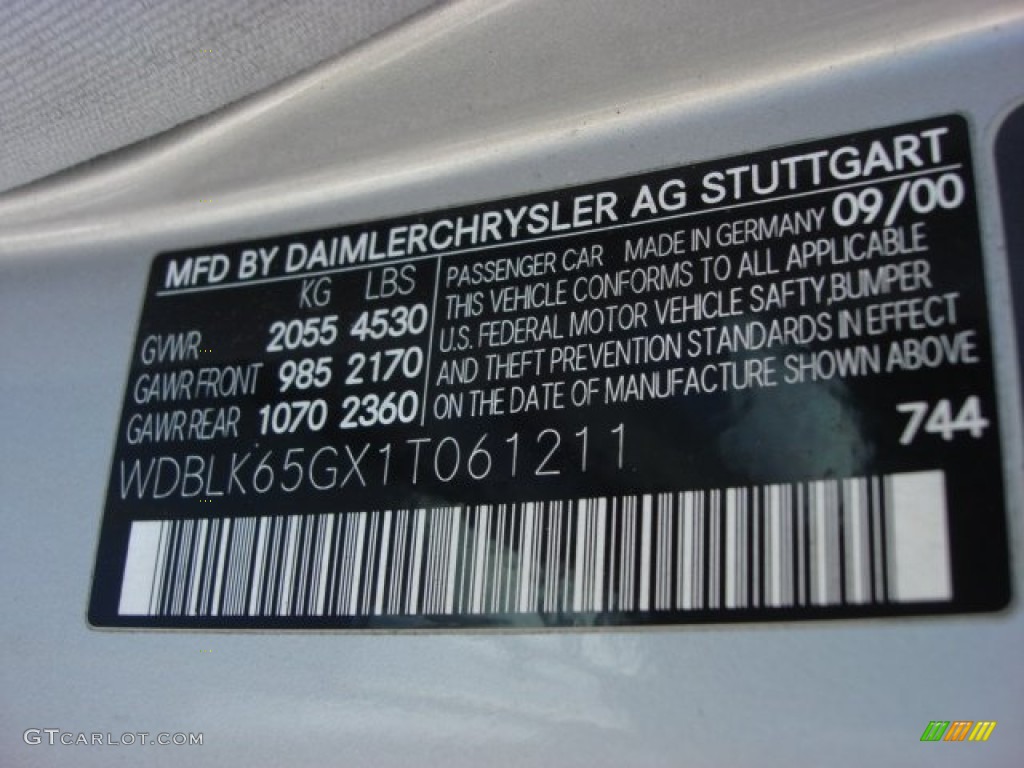 MFD BY DAIMLERCHRYSLER AG STUTTGART
KG LBS
GVWR 2055 4530
GAWR FRONT 985 2170
GAWR REAR 1070 2360
PASSENGER CAR MADE IN GERMANY 09/00
THIS VEHICLE CONFORMS TO ALL APPLICABLE
U.S. FEDERAL MOTOR VEHICLE SAFTY,BUMPER
AND THEFT PREVENTION STANDARDS IN EFFECT
ON THE DATE OF MANUFACTURE SHOWN ABOVE
744
WDBLK65GX1T061211
GTCARLOT.COM